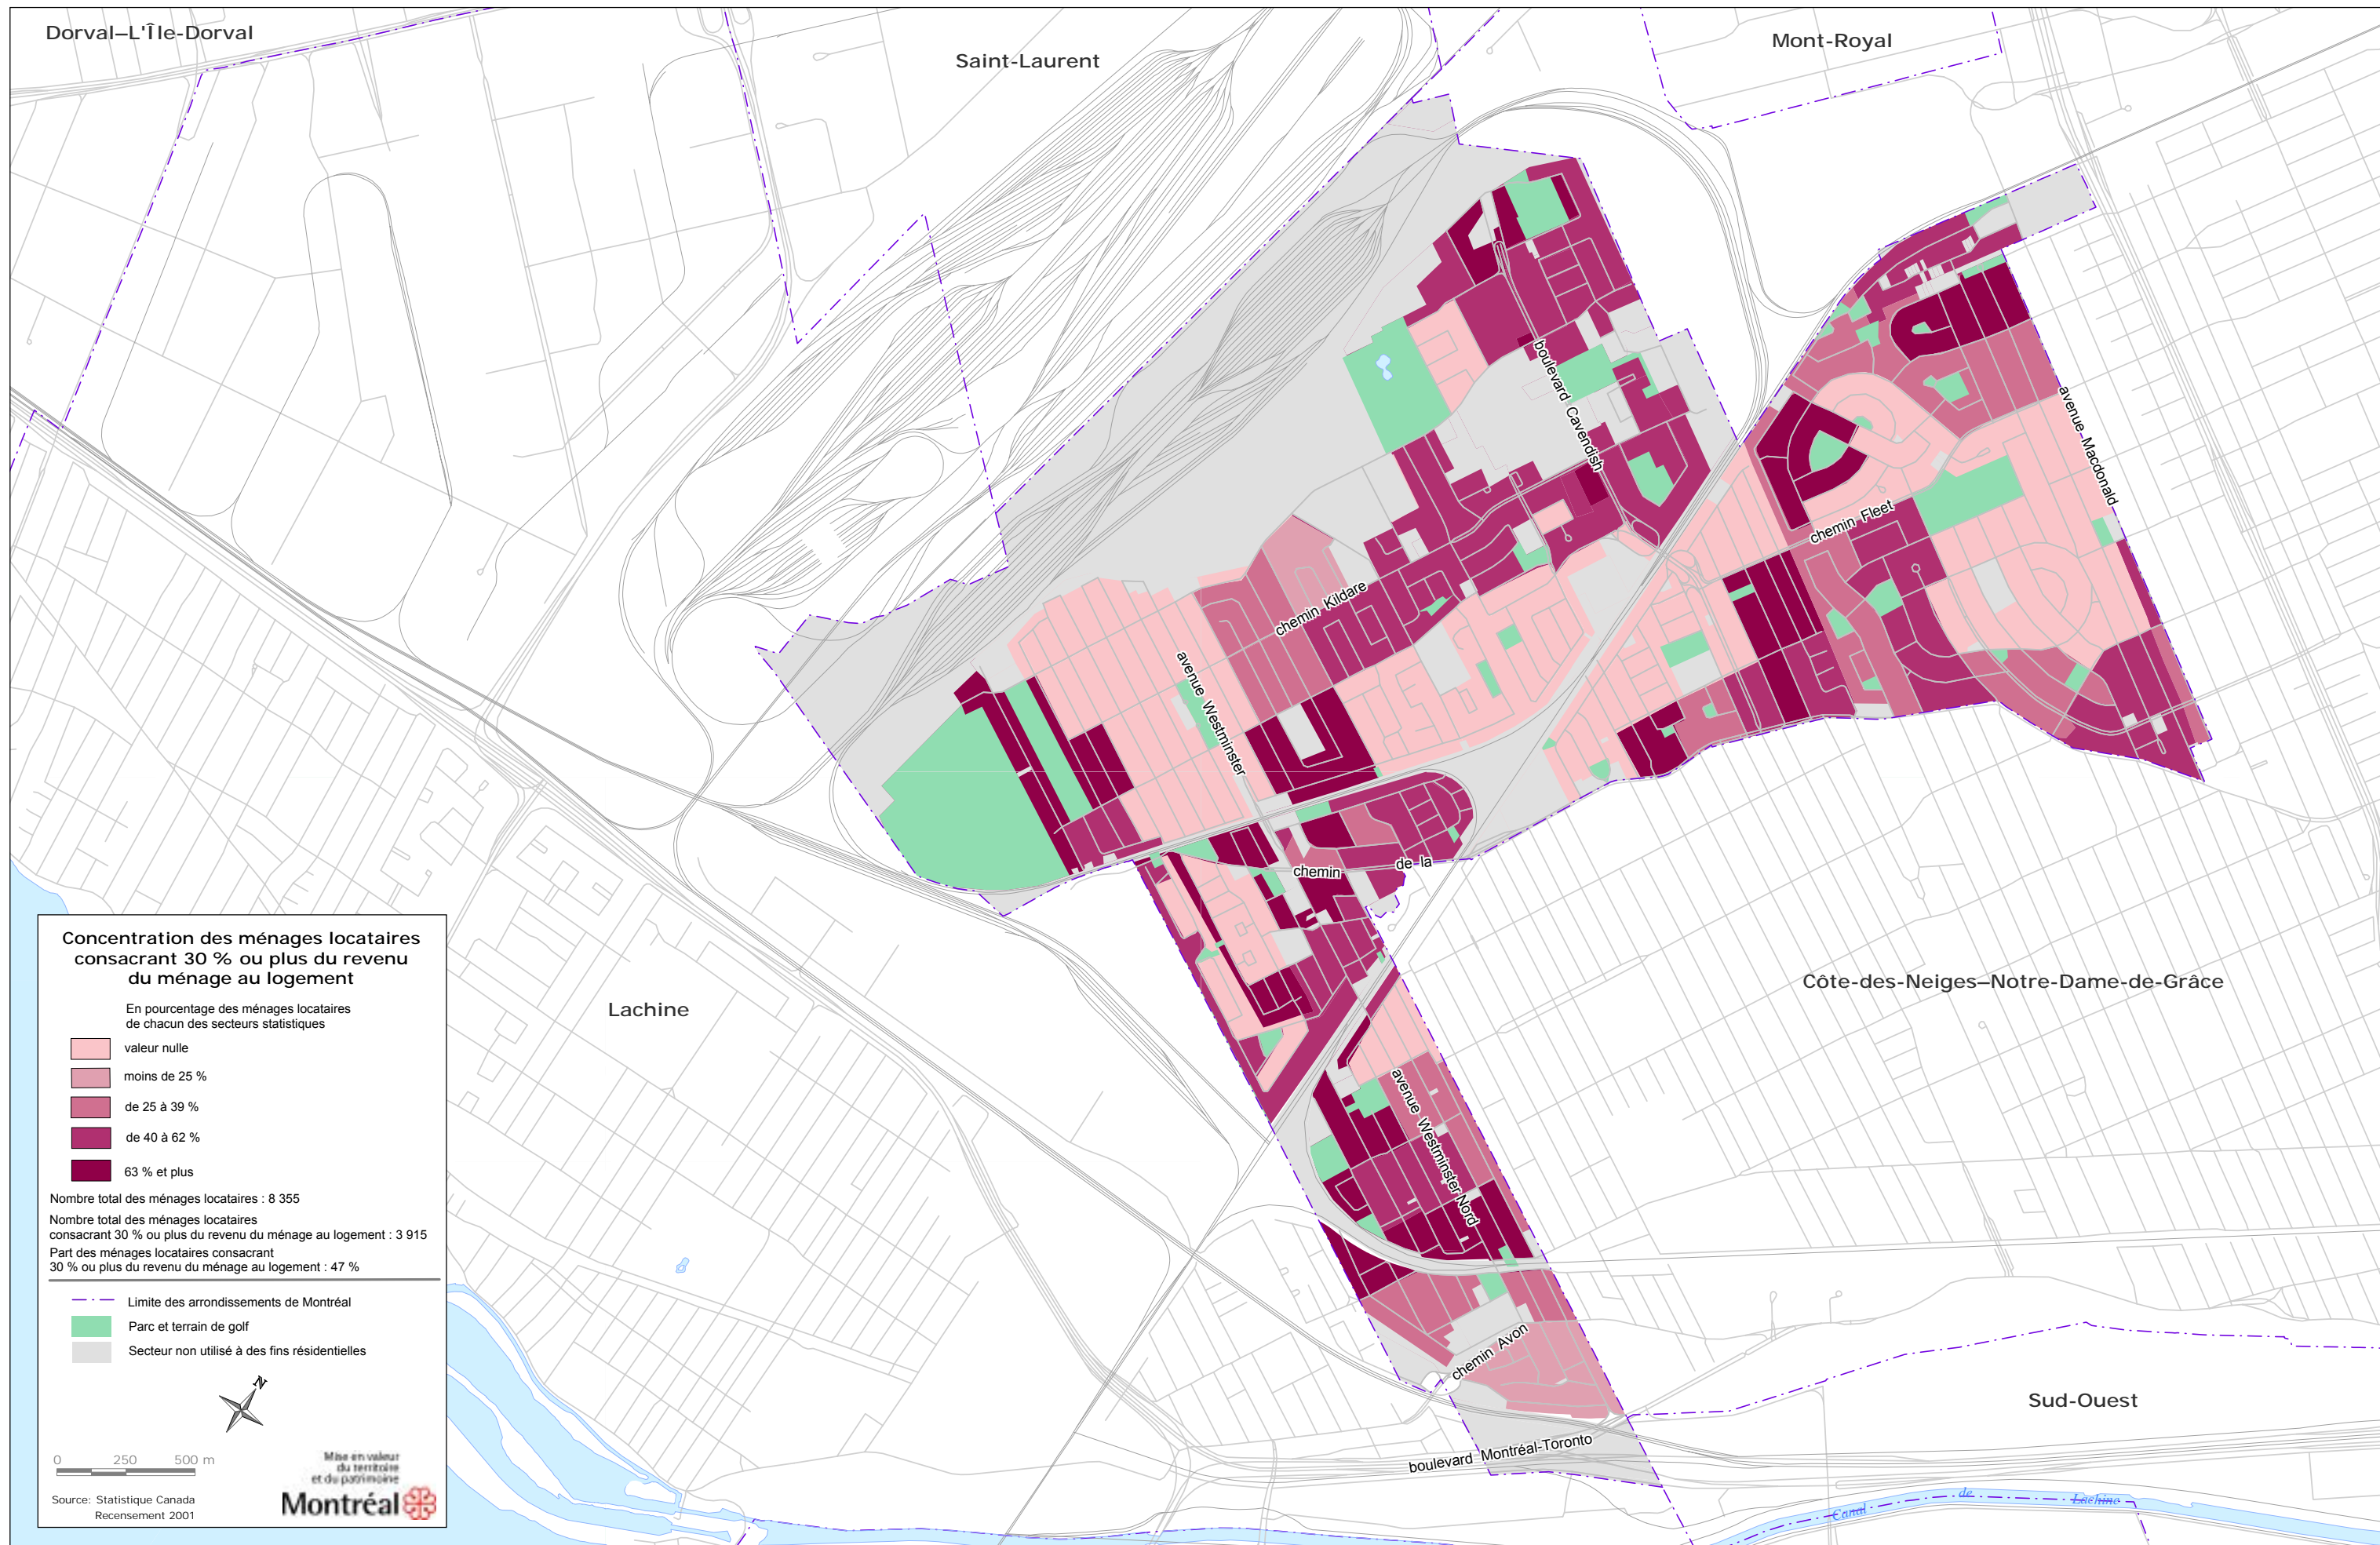 Dorval–L'Île-Dorval
Saint-Laurent
Mont-Royal
boulevard Cavendish
avenue Macdonald
chemin Fleet
chemin Kildare
avenue Westminster
chemin de la
Côte-des-Neiges–Notre-Dame-de-Grâce
Lachine
avenue Westminster Nord
chemin Avon
Sud-Ouest
boulevard Montréal-Toronto
Canal de Lachine
Concentration des ménages locataires
consacrant 30 % ou plus du revenu
du ménage au logement
En pourcentage des ménages locataires
de chacun des secteurs statistiques
valeur nulle
moins de 25 %
de 25 à 39 %
de 40 à 62 %
63 % et plus
Nombre total des ménages locataires : 8 355
Nombre total des ménages locataires
consacrant 30 % ou plus du revenu du ménage au logement : 3 915
Part des ménages locataires consacrant
30 % ou plus du revenu du ménage au logement : 47 %
Limite des arrondissements de Montréal
Parc et terrain de golf
Secteur non utilisé à des fins résidentielles
N
0 250 500 m
Mise en valeur
du territoire
et du patrimoine
Montréal
Source: Statistique Canada
Recensement 2001